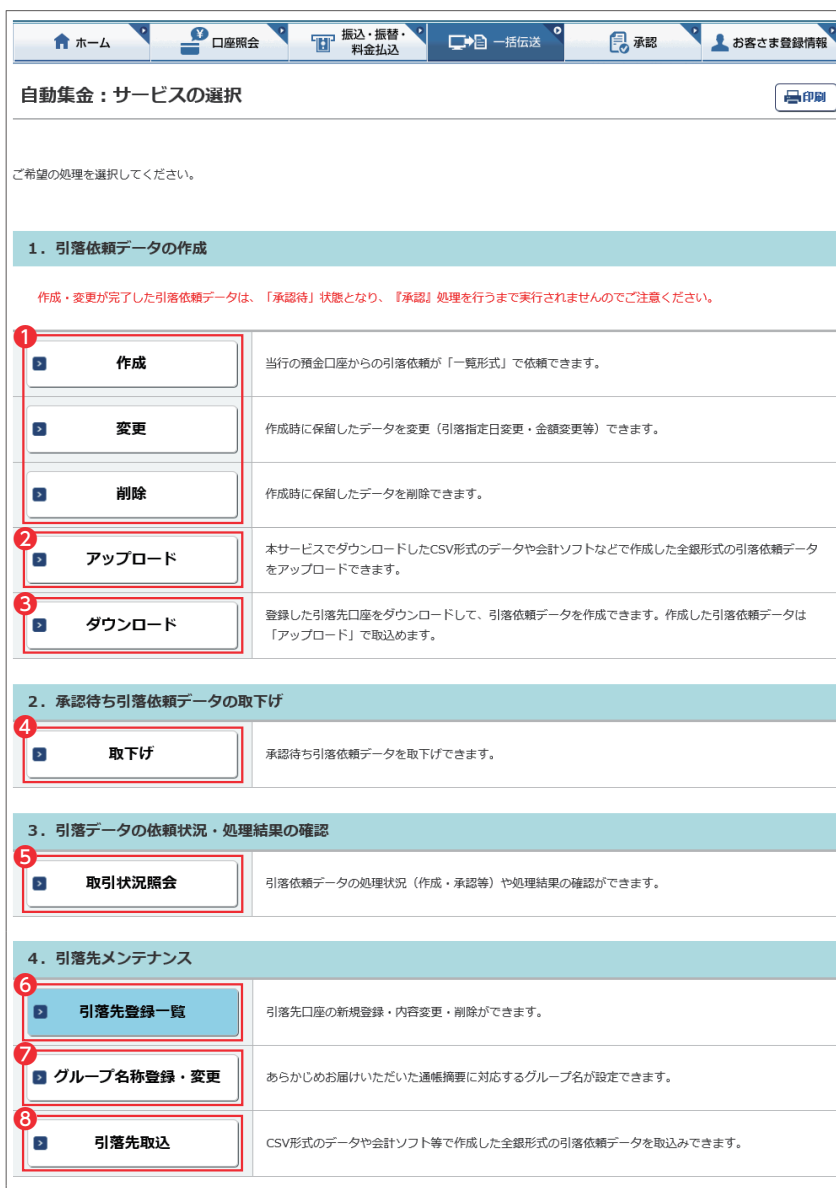 ホーム
口座照会
振込・振替・
料金払込
一括伝送
承認
お客さま登録情報
自動集金：サービスの選択
印刷
ご希望の処理を選択してください。
1．引落依頼データの作成
作成・変更が完了した引落依頼データは、「承認待」状態となり、『承認』処理を行うまで実行されませんのでご注意ください。
1
作成
当行の預金口座からの引落依頼が「一覧形式」で依頼できます。
変更
作成時に保留したデータを変更（引落指定日変更・金額変更等）できます。
削除
作成時に保留したデータを削除できます。
2
アップロード
本サービスでダウンロードしたCSV形式のデータや会計ソフトなどで作成した全銀形式の引落依頼データ
をアップロードできます。
3
ダウンロード
登録した引落先口座をダウンロードして、引落依頼データを作成できます。作成した引落依頼データは
「アップロード」で取込めます。
2．承認待ち引落依頼データの取下げ
4
取下げ
承認待ち引落依頼データを取下げできます。
3．引落データの依頼状況・処理結果の確認
5
取引状況照会
引落依頼データの処理状況（作成・承認等）や処理結果の確認ができます。
4．引落先メンテナンス
6
引落先登録一覧
引落先口座の新規登録・内容変更・削除ができます。
7
グループ名称登録・変更
あらかじめお届けいただいた通帳摘要に対応するグループ名が設定できます。
8
引落先取込
CSV形式のデータや会計ソフト等で作成した全銀形式の引落依頼データを取込みできます。